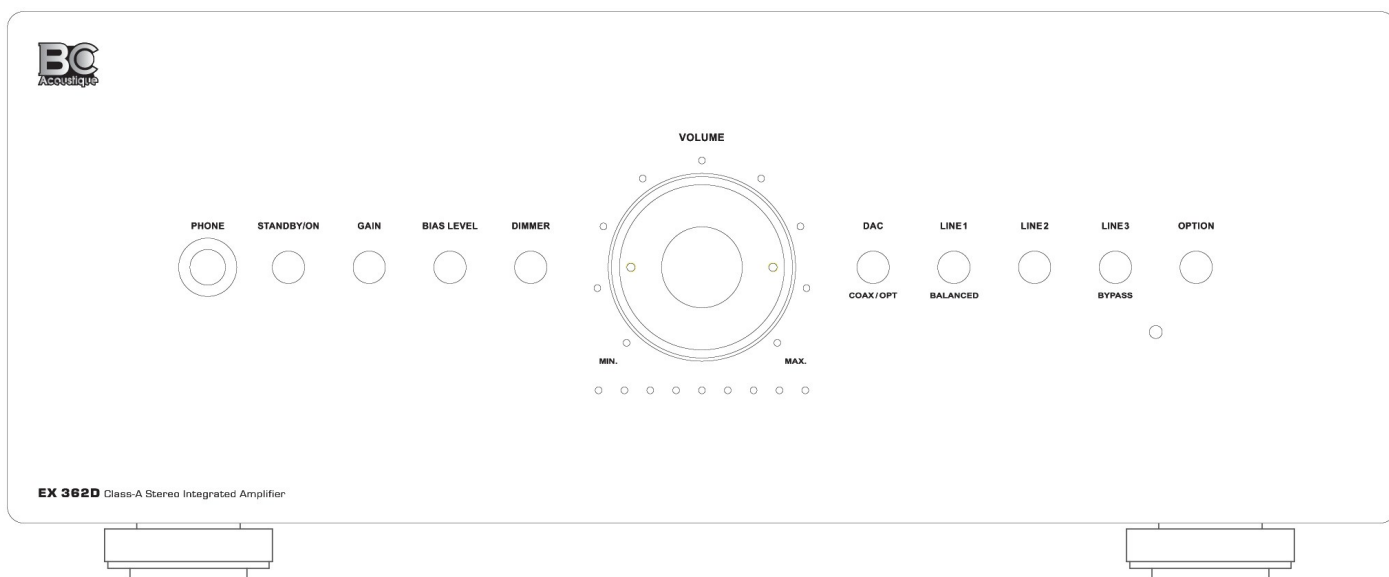 BC
Acoustique
VOLUME
PHONE STANDBY/ON GAIN BIAS LEVEL DIMMER DAC LINE1 LINE2 LINE3 OPTION
COAX/OPT BALANCED BYPASS
MIN. MAX.
EX 362D Class-A Stereo Integrated Amplifier